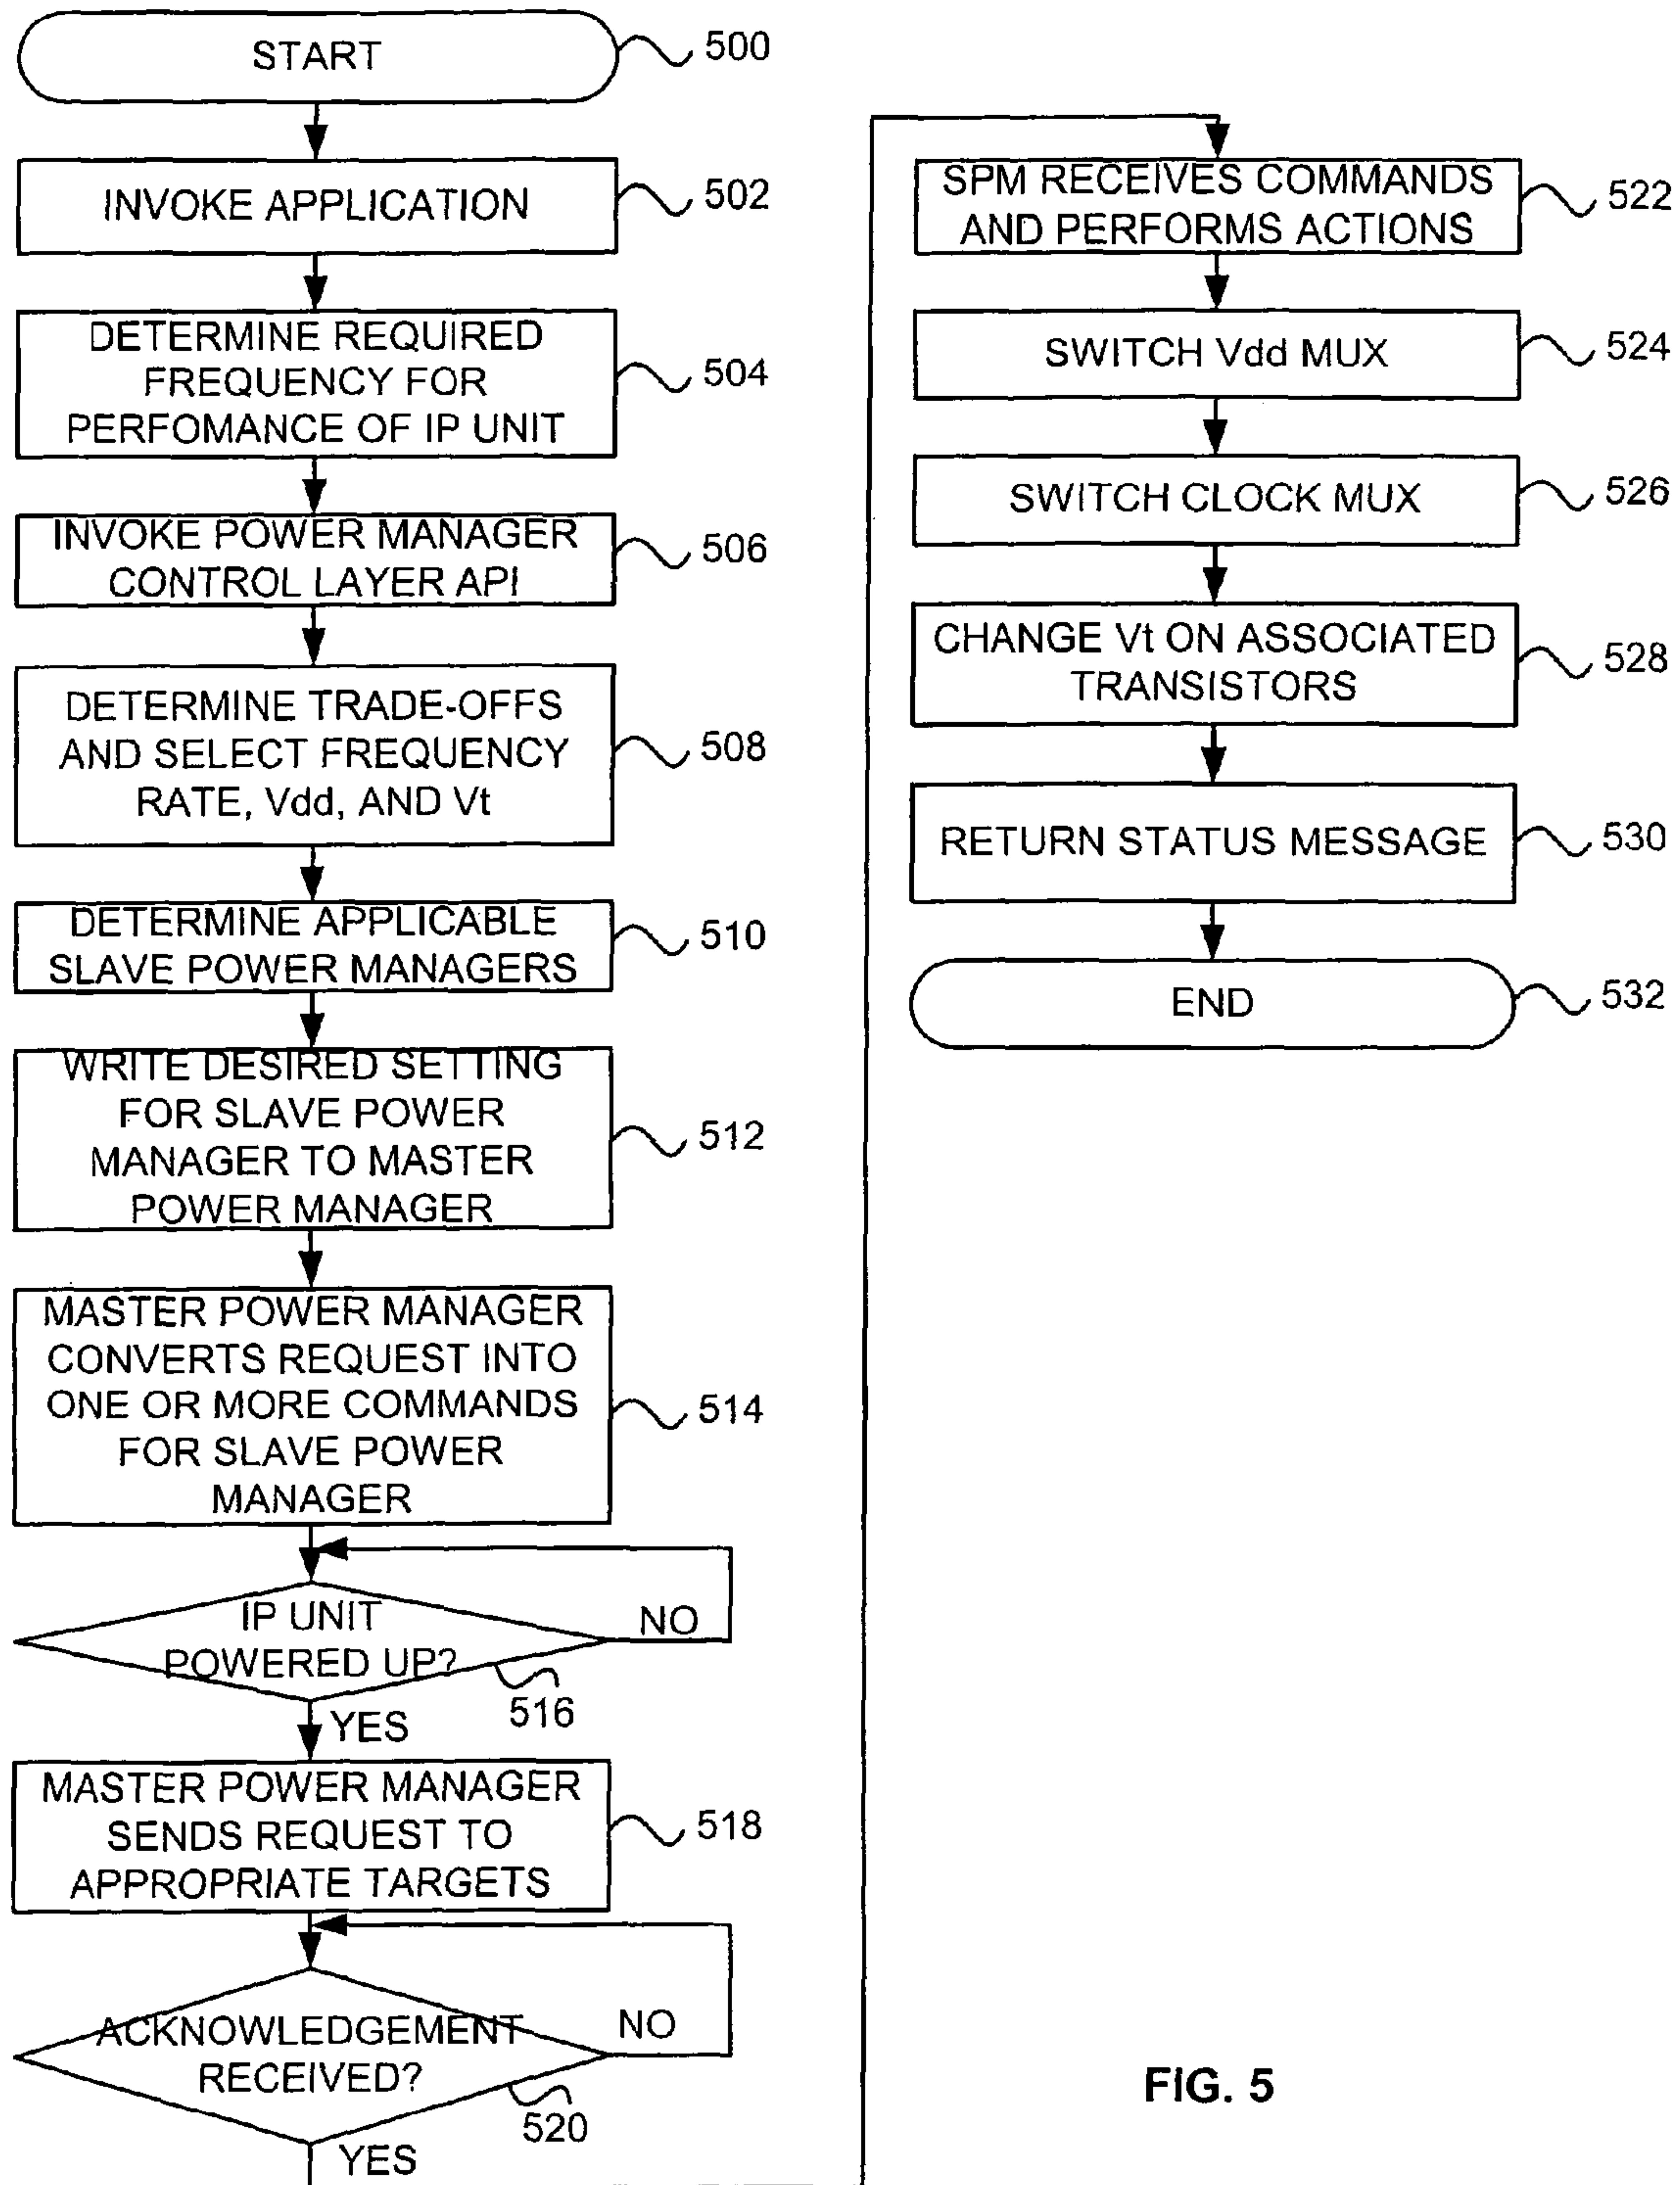 START
500
INVOKE APPLICATION
502
DETERMINE REQUIRED
FREQUENCY FOR
PERFOMANCE OF IP UNIT
504
INVOKE POWER MANAGER
CONTROL LAYER API
506
DETERMINE TRADE-OFFS
AND SELECT FREQUENCY
RATE, Vdd, AND Vt
508
DETERMINE APPLICABLE
SLAVE POWER MANAGERS
510
WRITE DESIRED SETTING
FOR SLAVE POWER
MANAGER TO MASTER
POWER MANAGER
512
MASTER POWER MANAGER
CONVERTS REQUEST INTO
ONE OR MORE COMMANDS
FOR SLAVE POWER
MANAGER
514
IP UNIT
POWERED UP?
NO
516
YES
MASTER POWER MANAGER
SENDS REQUEST TO
APPROPRIATE TARGETS
518
ACKNOWLEDGEMENT
RECEIVED?
NO
520
YES
SPM RECEIVES COMMANDS
AND PERFORMS ACTIONS
522
SWITCH Vdd MUX
524
SWITCH CLOCK MUX
526
CHANGE Vt ON ASSOCIATED
TRANSISTORS
528
RETURN STATUS MESSAGE
530
END
532
FIG. 5